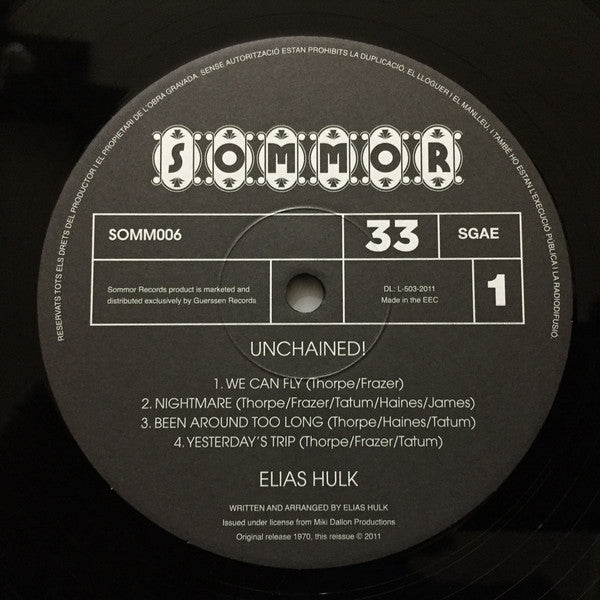 RESERVATS TOTS ELS DRETS DEL PRODUCTOR I EL PROPIETARI DE L'OBRA GRAVADA. SENSE AUTORITZACIÓ ESTAN PROHIBITS LA DUPLICACIÓ, EL LLOGUER I EL MANLLEU, I TAMBÉ HO ESTAN L'EXECUCIÓ PÚBLICA I LA RADIODIFUSIÓ.
SOMMOR
SOMM006
33
SGAE
Sommor Records product is marketed and
distributed exclusively by Guerssen Records
DL: L-503-2011
Made in the EEC
1
UNCHAINED!
1. WE CAN FLY (Thorpe/Frazer)
2. NIGHTMARE (Thorpe/Frazer/Tatum/Haines/James)
3. BEEN AROUND TOO LONG (Thorpe/Haines/Tatum)
4. YESTERDAY'S TRIP (Thorpe/Frazer/Tatum)
ELIAS HULK
WRITTEN AND ARRANGED BY ELIAS HULK
Issued under license from Miki Dallon Productions
Original release 1970, this reissue © 2011